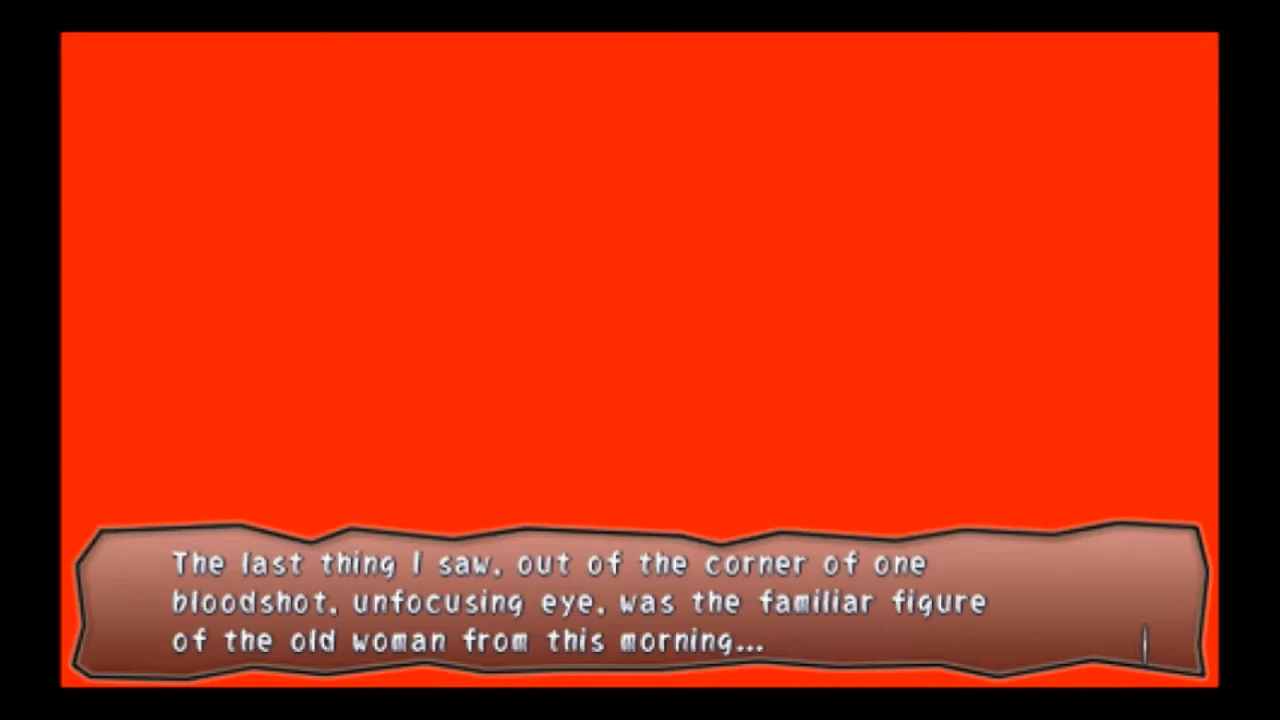 The last thing I saw, out of the corner of one
bloodshot, unfocusing eye, was the familiar figure
of the old woman from this morning...